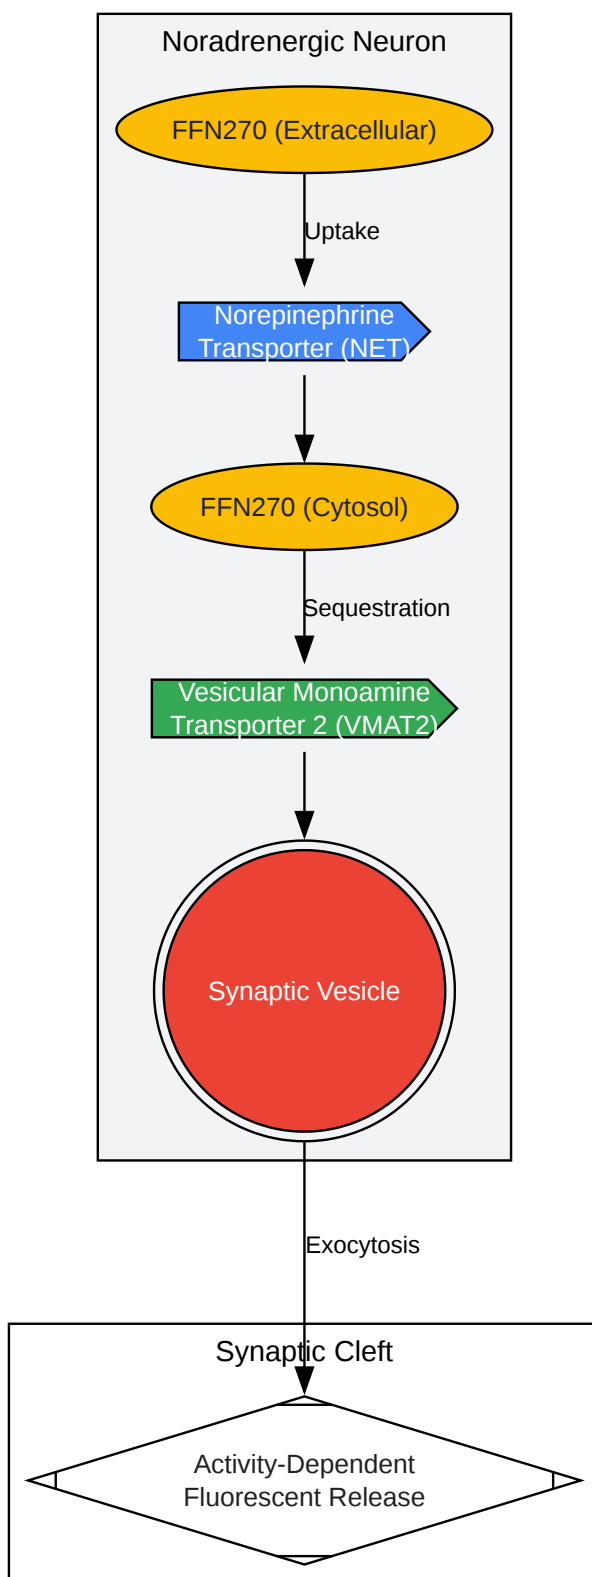 Noradrenergic Neuron
FFN270 (Extracellular)
Uptake
Norepinephrine
Transporter (NET)
FFN270 (Cytosol)
Sequestration
Vesicular Monoamine
Transporter 2 (VMAT2)
Synaptic Vesicle
Exocytosis
Synaptic Cleft
Activity-Dependent
Fluorescent Release